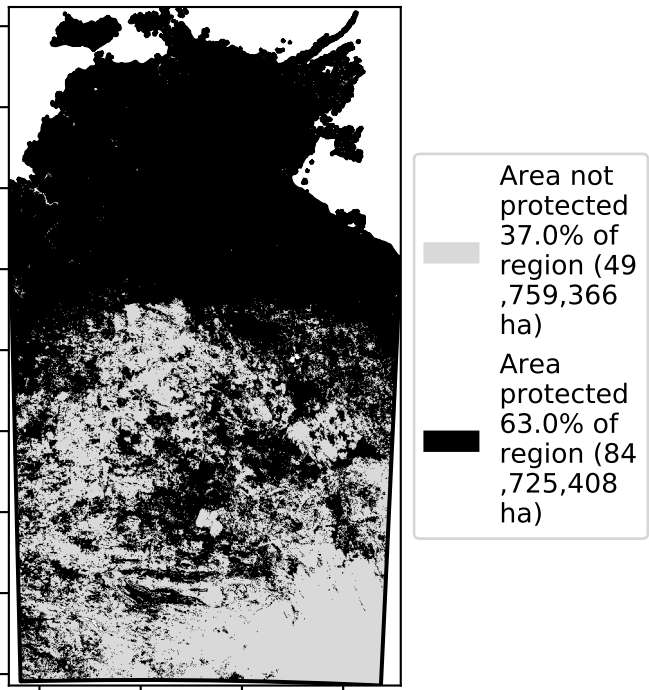 Area not
protected
37.0% of
region (49
,759,366
ha)
Area
protected
63.0% of
region (84
,725,408
ha)